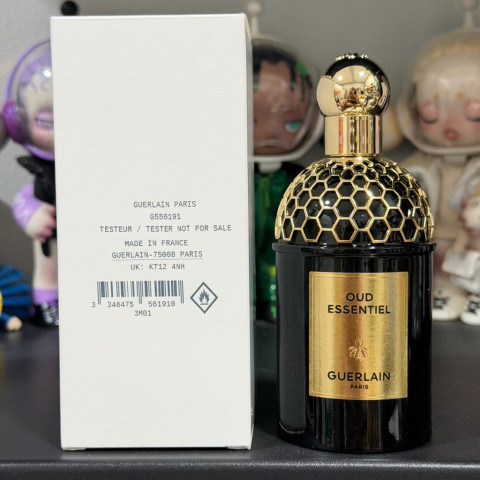 GUERLAIN PARIS
G556191
TESTEUR / TESTER NOT FOR SALE
MADE IN FRANCE
GUERLAIN-75008 PARIS
UK: KT12 4NH
3 346475 561910
3M01
OUD
ESSENTIEL
GUERLAIN
PARIS